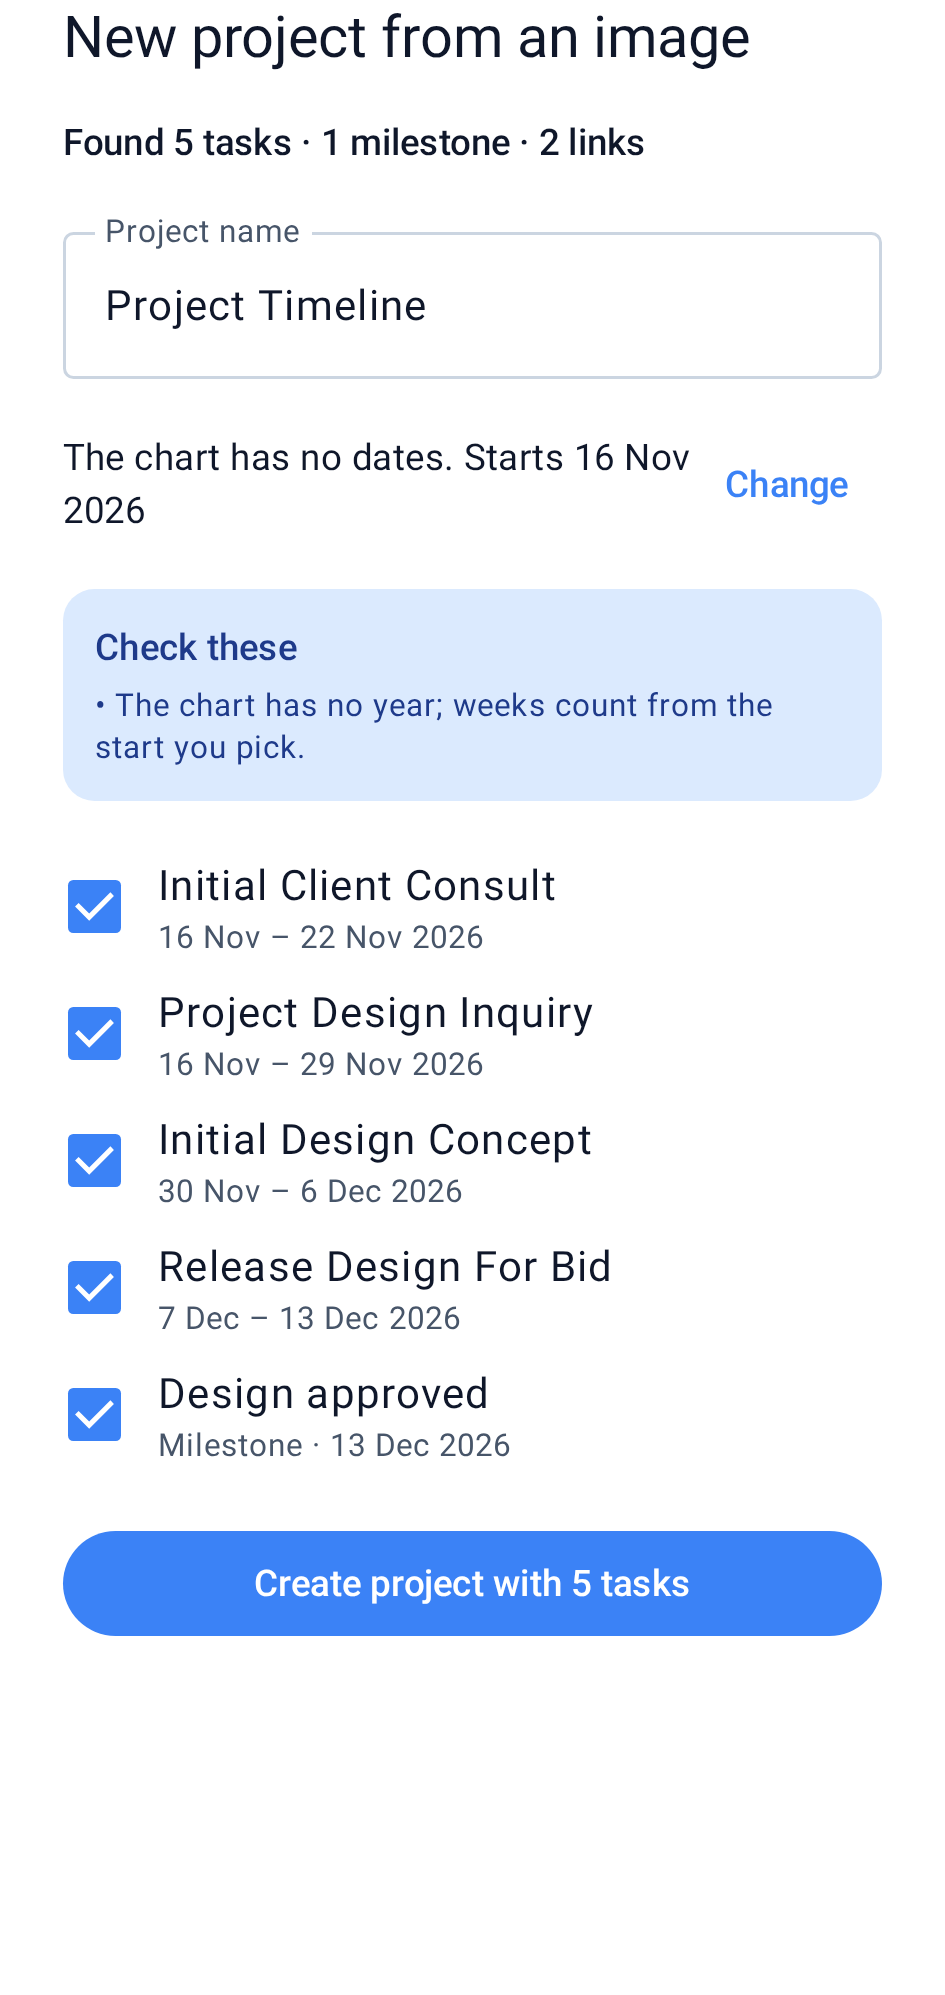 New project from an image
Found 5 tasks · 1 milestone · 2 links
Project name
Project Timeline
The chart has no dates. Starts 16 Nov
2026
Change
Check these
• The chart has no year; weeks count from the
start you pick.
Initial Client Consult
16 Nov – 22 Nov 2026
Project Design Inquiry
16 Nov – 29 Nov 2026
Initial Design Concept
30 Nov – 6 Dec 2026
Release Design For Bid
7 Dec – 13 Dec 2026
Design approved
Milestone · 13 Dec 2026
Create project with 5 tasks